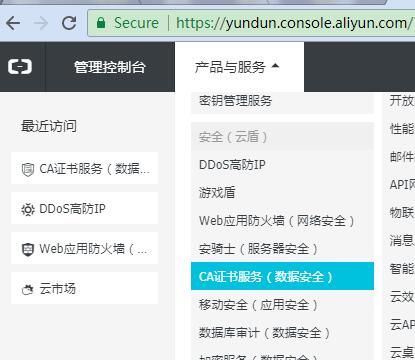 Secure https://yundun.console.aliyun.com/
管理控制台 产品与服务
最近访问
CA证书服务（数据...
DDoS高防IP
Web应用防火墙（...
云市场
密钥管理服务
安全（云盾）
DDoS高防IP
游戏盾
Web应用防火墙（网络安全）
安骑士（服务器安全）
CA证书服务（数据安全）
移动安全（应用安全）
数据库审计（数据安全）
加密服务（数据安全）
开放
性能
邮件
API网
物联
消息
智能
云效
云AP
云桌